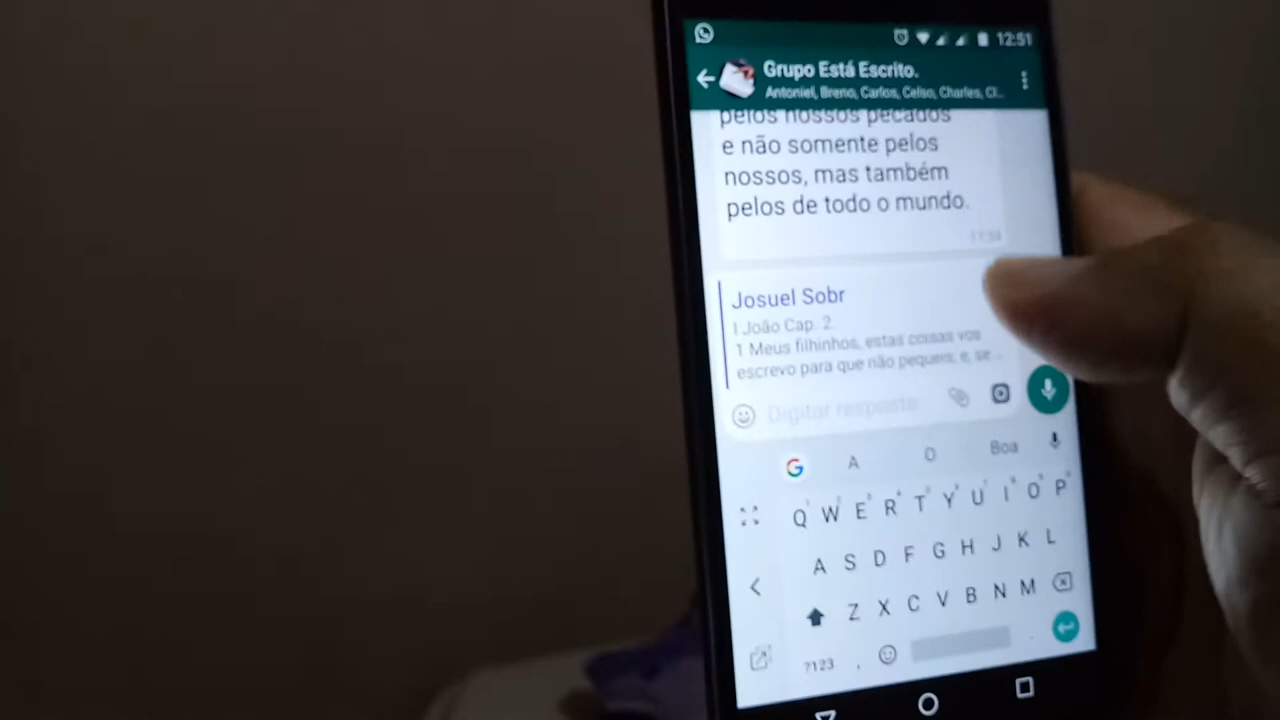 12:51
Grupo Está Escrito.
Antoniel, Breno, Carlos, Celso, Charles, Cl...
pelos nossos pecados
e não somente pelos
nossos, mas também
pelos de todo o mundo.
Josuel Sobr
I João Cap. 2.
1 Meus filhinhos, estas coisas vos
escrevo para que não pequeis; e, se ...
Digitar resposta
G A O Boa
Q W E R T Y U I O P
A S D F G H J K L
Z X C V B N M
?123 , .